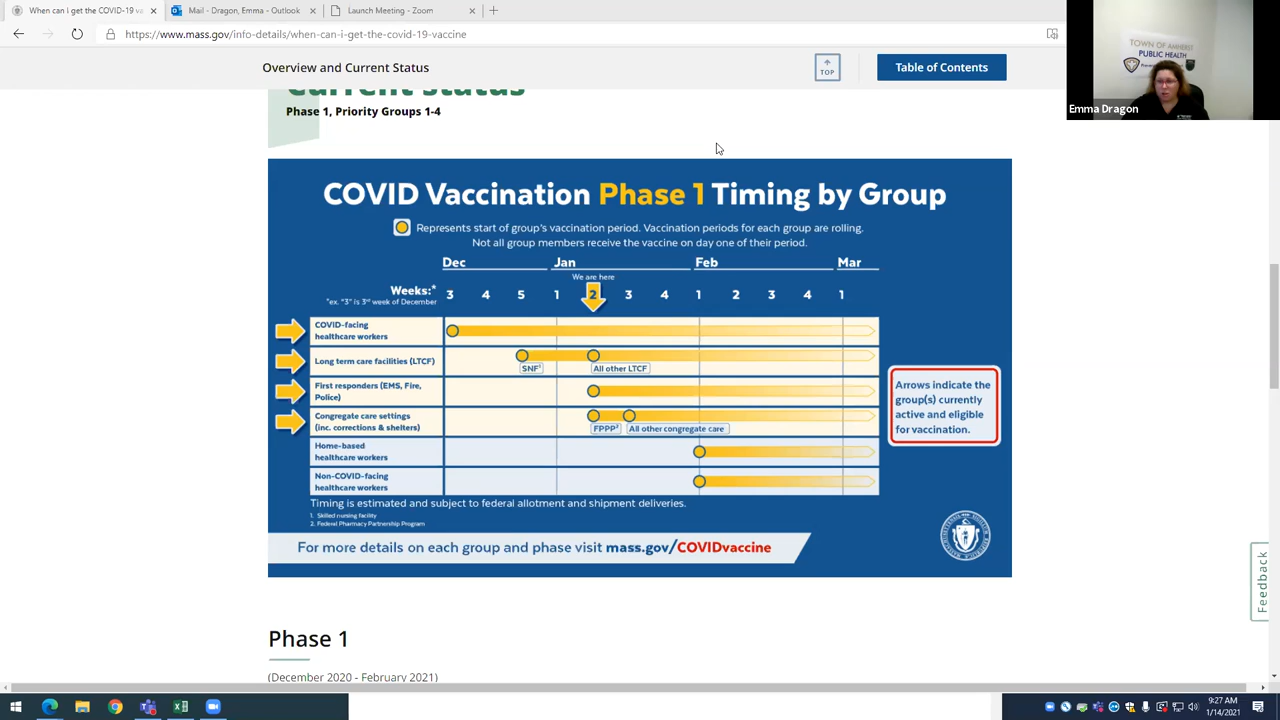 When can i get the COVID-19 va
Mail - Dragon, Emma - Outlook
Launch Meeting - Zoom
https://www.mass.gov/info-details/when-can-i-get-the-covid-19-vaccine
Overview and Current Status
TOP
Table of Contents
TOWN OF AMHERST
PUBLIC HEALTH
Emma Dragon
Current Status
Phase 1, Priority Groups 1-4
COVID Vaccination Phase 1 Timing by Group
Represents start of group's vaccination period. Vaccination periods for each group are rolling.
Not all group members receive the vaccine on day one of their period.
Dec Jan Feb Mar
We are here
Weeks:* 3 4 5 1 2 3 4 1 2 3 4 1
*ex. "3" is 3rd week of December
COVID-facing
healthcare workers
Long term care facilities (LTCF)
SNF¹ All other LTCF
First responders (EMS, Fire,
Police)
Congregate care settings
(inc. corrections & shelters)
FPPP² All other congregate care
Home-based
healthcare workers
Non-COVID-facing
healthcare workers
Arrows indicate the
group(s) currently
active and eligible
for vaccination.
Timing is estimated and subject to federal allotment and shipment deliveries.
1. Skilled nursing facility
2. Federal Pharmacy Partnership Program
For more details on each group and phase visit mass.gov/COVIDvaccine
Feedback
Phase 1
(December 2020 - February 2021)
9:27 AM
1/14/2021